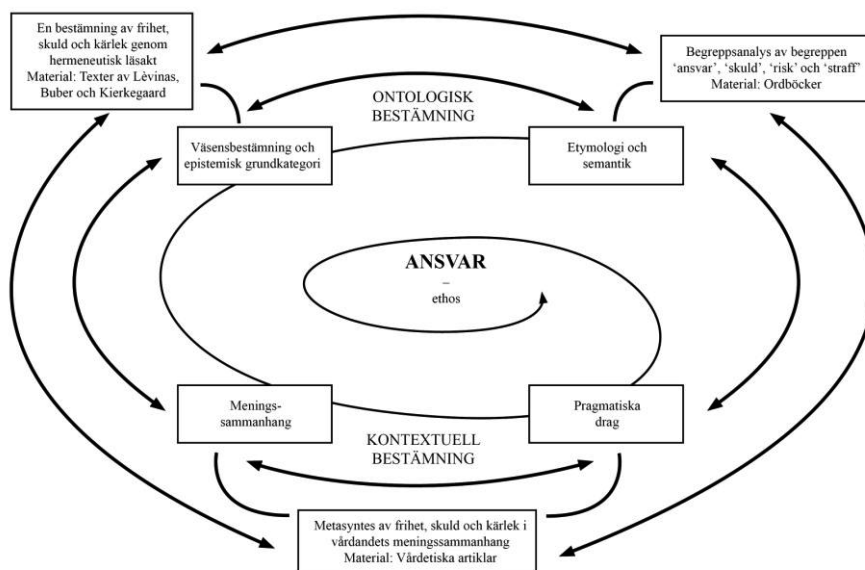 En bestämning av frihet,
skuld och kärlek genom
hermeneutisk läsakt
Material: Texter av Lèvinas,
Buber och Kierkegaard
Begreppsanalys av begreppen
‘ansvar’, ‘skuld’, ‘risk’ och ‘straff’
Material: Ordböcker
ONTOLOGISK
BESTÄMNING
Väsensbestämning och
epistemisk grundkategori
Etymologi och
semantik
ANSVAR
–
ethos
Menings-
sammanhang
Pragmatiska
drag
KONTEXTUELL
BESTÄMNING
Metasyntes av frihet, skuld och kärlek i
vårdandets meningssammanhang
Material: Vårdetiska artiklar